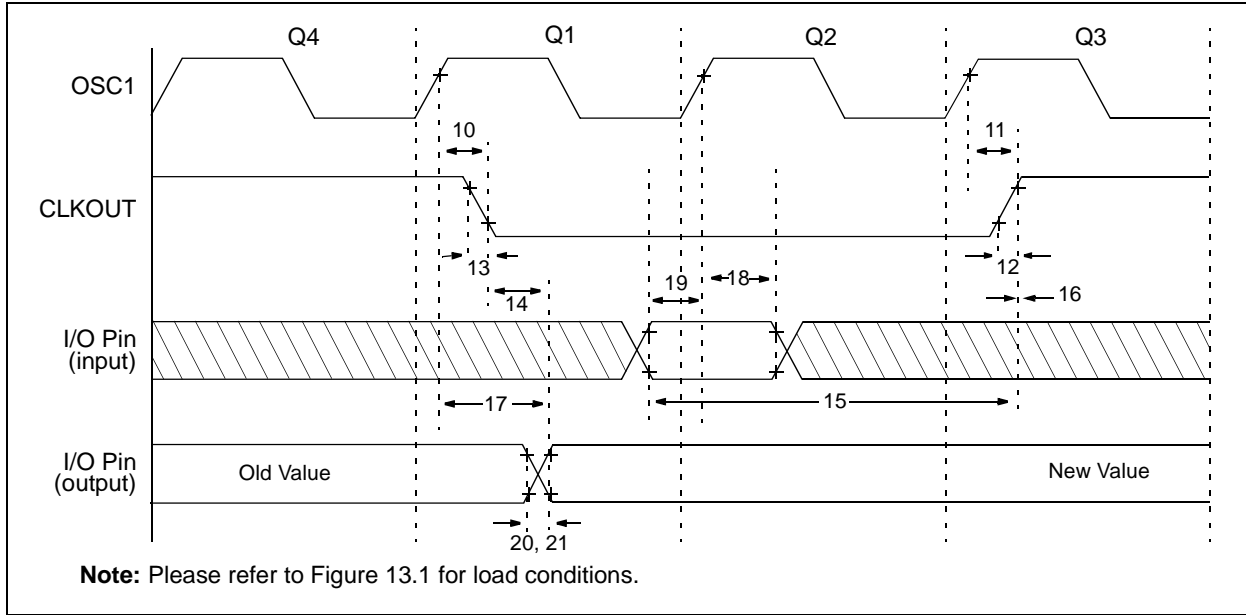 Q4 Q1 Q2 Q3
OSC1
10 11
CLKOUT
13 12
19 18
14 16
I/O Pin
(input)
17 15
I/O Pin
(output)
Old Value New Value
20, 21
Note: Please refer to Figure 13.1 for load conditions.